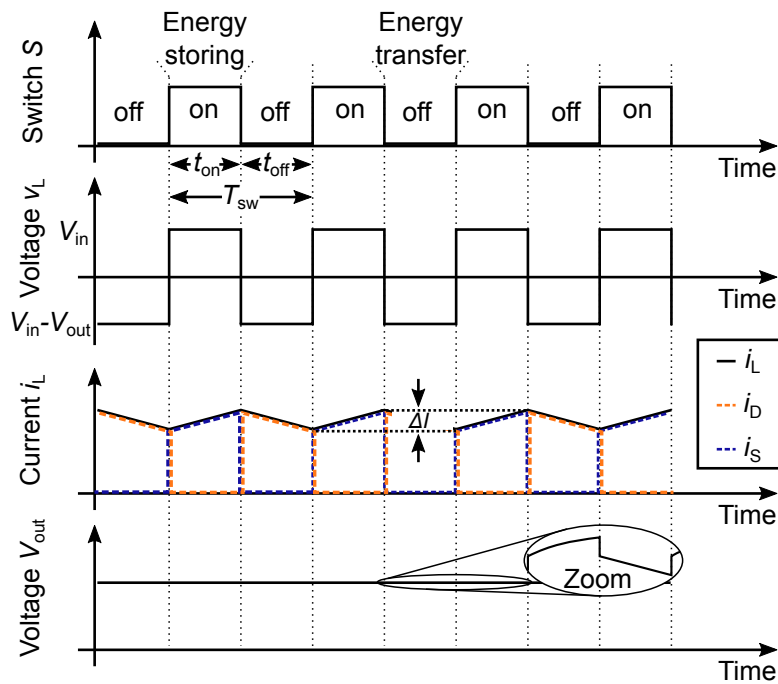 Energy storing
Energy transfer
Switch S
off
on
off
on
off
on
off
on
Time
t_on
t_off
T_sw
Voltage v_L
V_in
V_in-V_out
Time
Current i_L
ΔI
i_L
i_D
i_S
Time
Voltage V_out
Zoom
Time